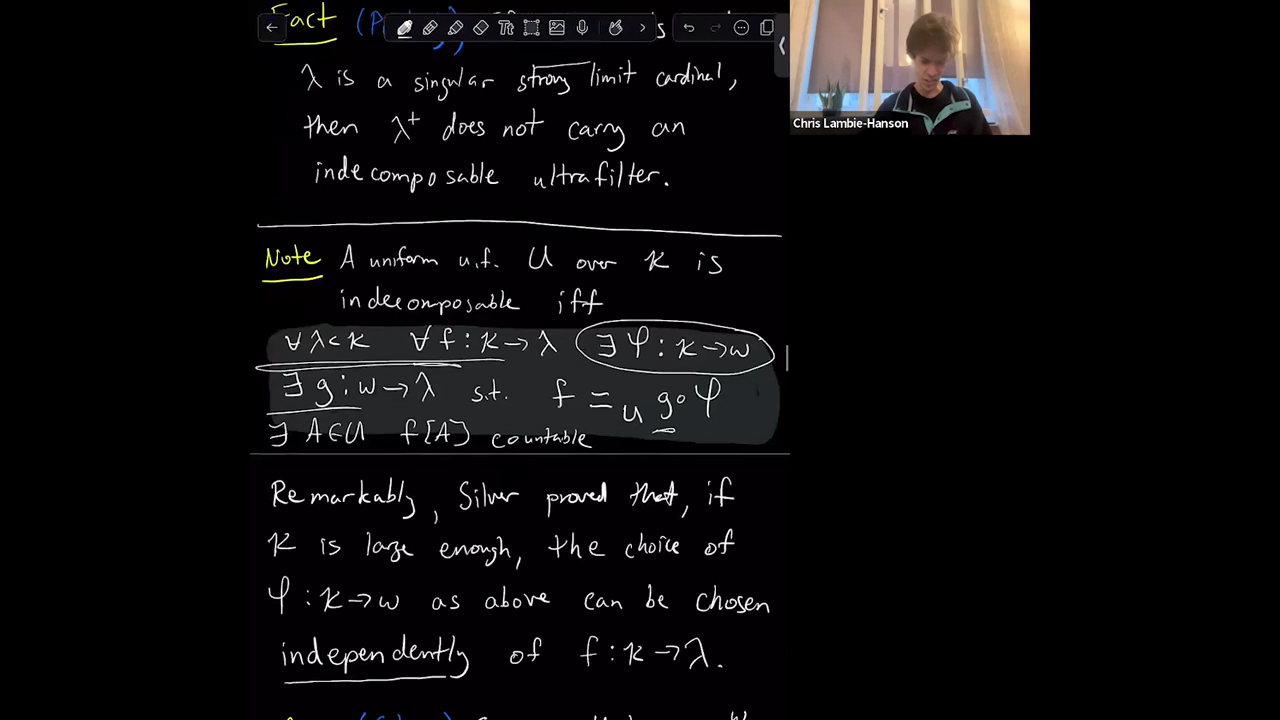 Fact (P
λ is a singular strong limit cardinal,
then λ⁺ does not carry an
indecomposable ultrafilter.
Note A uniform u.f. U over κ is
indecomposable iff
∀λ<κ ∀f:κ→λ ∃φ:κ→ω
∃g:ω→λ s.t. f =_U g∘φ
∃A∈U f[A] countable
Remarkably, Silver proved that, if
κ is large enough, the choice of
φ:κ→ω as above can be chosen
independently of f:κ→λ.
Chris Lambie-Hanson